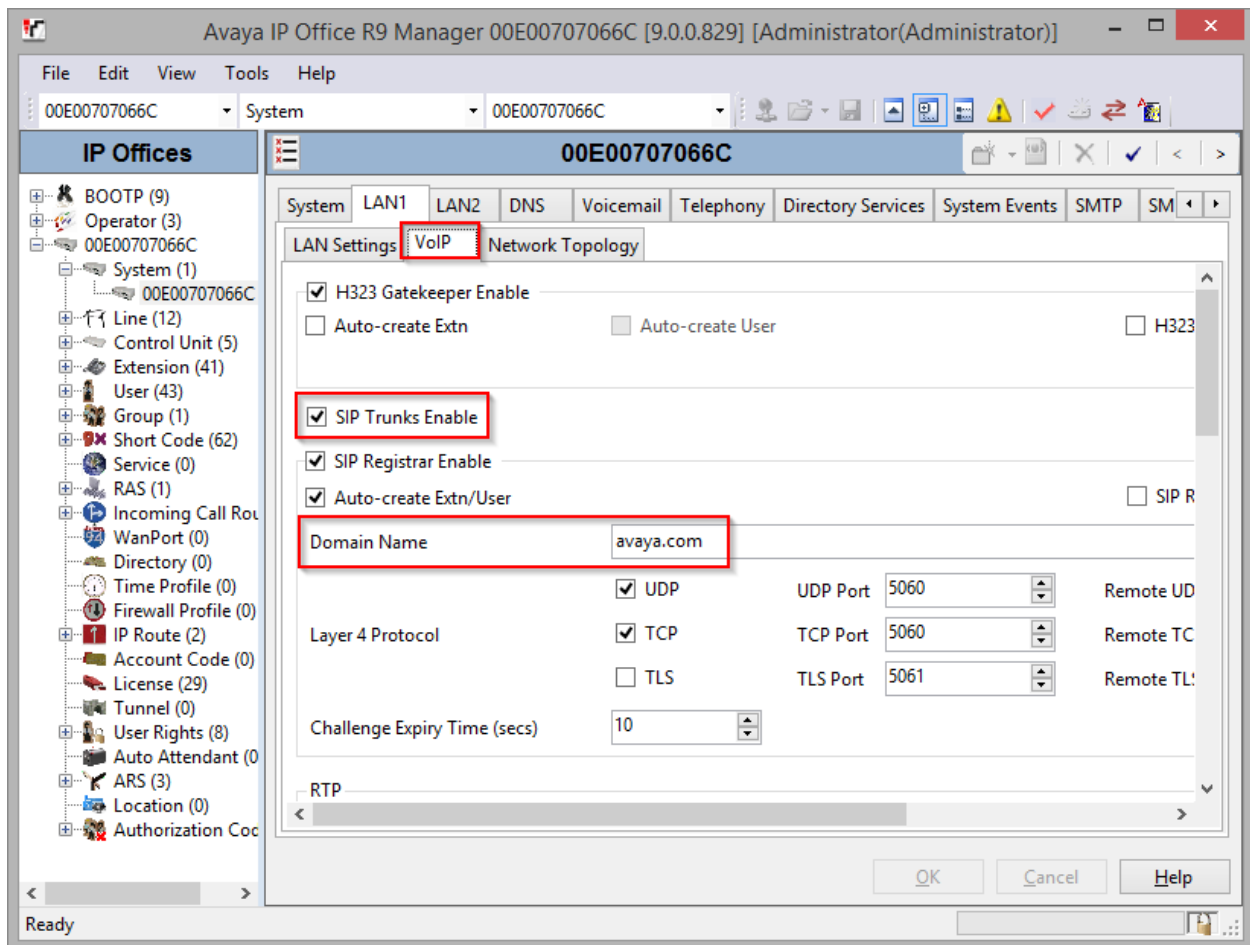 Avaya IP Office R9 Manager 00E00707066C [9.0.0.829] [Administrator(Administrator)]
File Edit View Tools Help
00E00707066C System 00E00707066C
IP Offices
BOOTP (9)
Operator (3)
00E00707066C
System (1)
00E00707066C
Line (12)
Control Unit (5)
Extension (41)
User (43)
Group (1)
Short Code (62)
Service (0)
RAS (1)
Incoming Call Rou
WanPort (0)
Directory (0)
Time Profile (0)
Firewall Profile (0)
IP Route (2)
Account Code (0)
License (29)
Tunnel (0)
User Rights (8)
Auto Attendant (0
ARS (3)
Location (0)
Authorization Coc
00E00707066C
System LAN1 LAN2 DNS Voicemail Telephony Directory Services System Events SMTP SM
LAN Settings VoIP Network Topology
H323 Gatekeeper Enable
Auto-create Extn Auto-create User H323
SIP Trunks Enable
SIP Registrar Enable
Auto-create Extn/User SIP R
Domain Name avaya.com
UDP UDP Port 5060 Remote UD
Layer 4 Protocol TCP TCP Port 5060 Remote TC
TLS TLS Port 5061 Remote TL
Challenge Expiry Time (secs) 10
RTP
OK Cancel Help
Ready